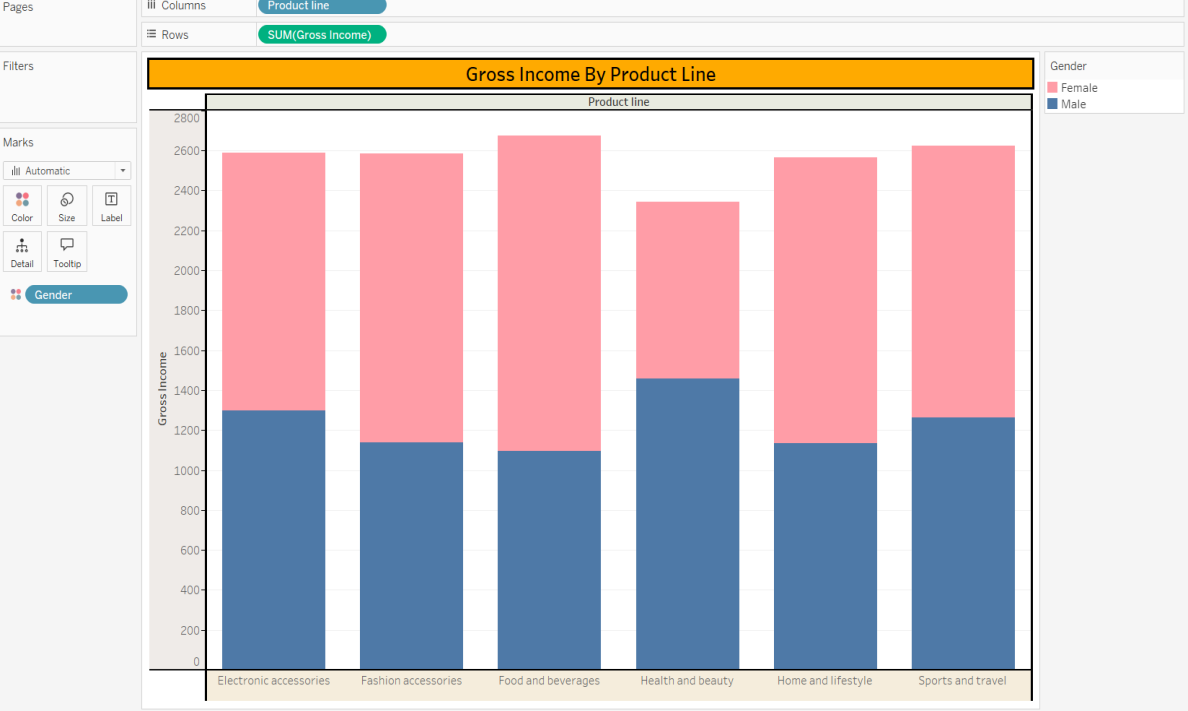 Pages
Columns
Product line
Rows
SUM(Gross Income)
Filters
Marks
Automatic
Color
Size
Label
Detail
Tooltip
Gender
Gross Income By Product Line
Product line
Gross Income
2800
2600
2400
2200
2000
1800
1600
1400
1200
1000
800
600
400
200
0
Electronic accessories
Fashion accessories
Food and beverages
Health and beauty
Home and lifestyle
Sports and travel
Gender
Female
Male